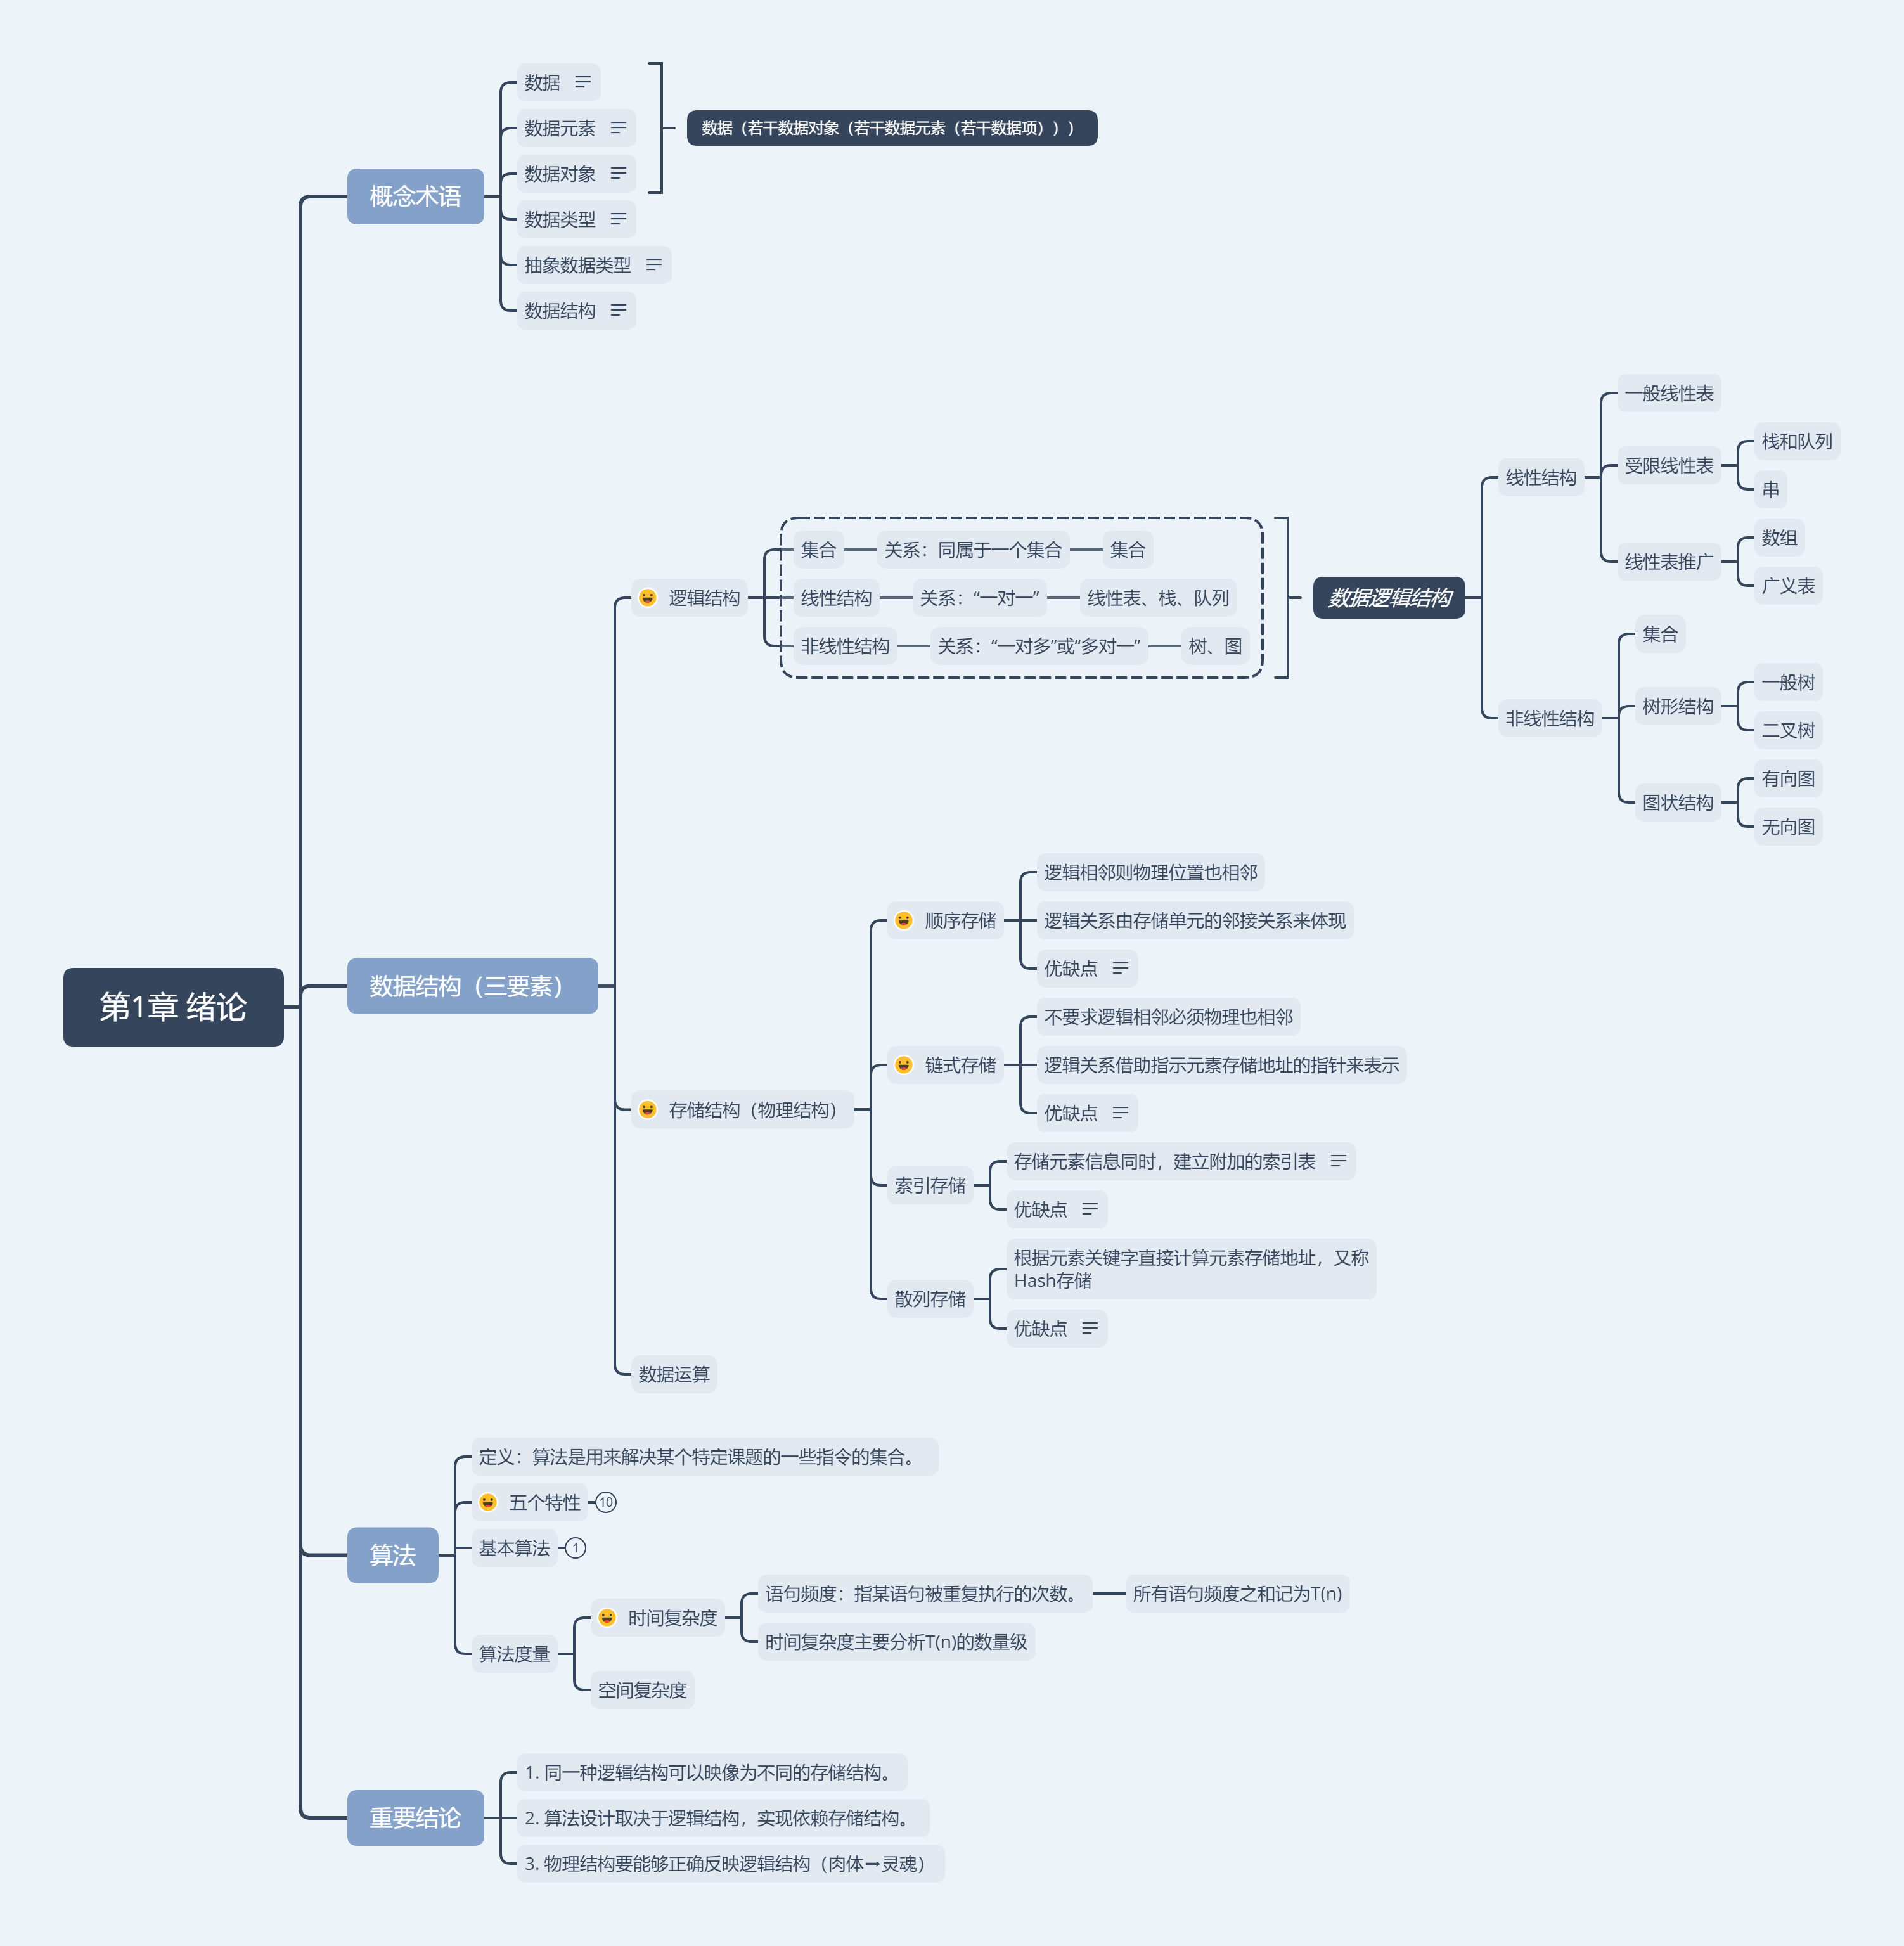 第1章 绪论
概念术语
数据
数据元素
数据对象
数据（若干数据对象（若干数据元素（若干数据项）））
数据类型
抽象数据类型
数据结构
数据结构（三要素）
逻辑结构
集合
关系：同属于一个集合
集合
线性结构
关系：“一对一”
线性表、栈、队列
非线性结构
关系：“一对多”或“多对一”
树、图
数据逻辑结构
线性结构
一般线性表
受限线性表
栈和队列
串
线性表推广
数组
广义表
非线性结构
集合
树形结构
一般树
二叉树
图状结构
有向图
无向图
存储结构（物理结构）
顺序存储
逻辑相邻则物理位置也相邻
逻辑关系由存储单元的邻接关系来体现
优缺点
链式存储
不要求逻辑相邻必须物理也相邻
逻辑关系借助指示元素存储地址的指针来表示
优缺点
索引存储
存储元素信息同时，建立附加的索引表
优缺点
散列存储
根据元素关键字直接计算元素存储地址，又称
Hash存储
优缺点
数据运算
算法
定义：算法是用来解决某个特定课题的一些指令的集合。
五个特性
10
基本算法
1
算法度量
时间复杂度
语句频度：指某语句被重复执行的次数。
所有语句频度之和记为T(n)
时间复杂度主要分析T(n)的数量级
空间复杂度
重要结论
1. 同一种逻辑结构可以映像为不同的存储结构。
2. 算法设计取决于逻辑结构，实现依赖存储结构。
3. 物理结构要能够正确反映逻辑结构（肉体➡灵魂）